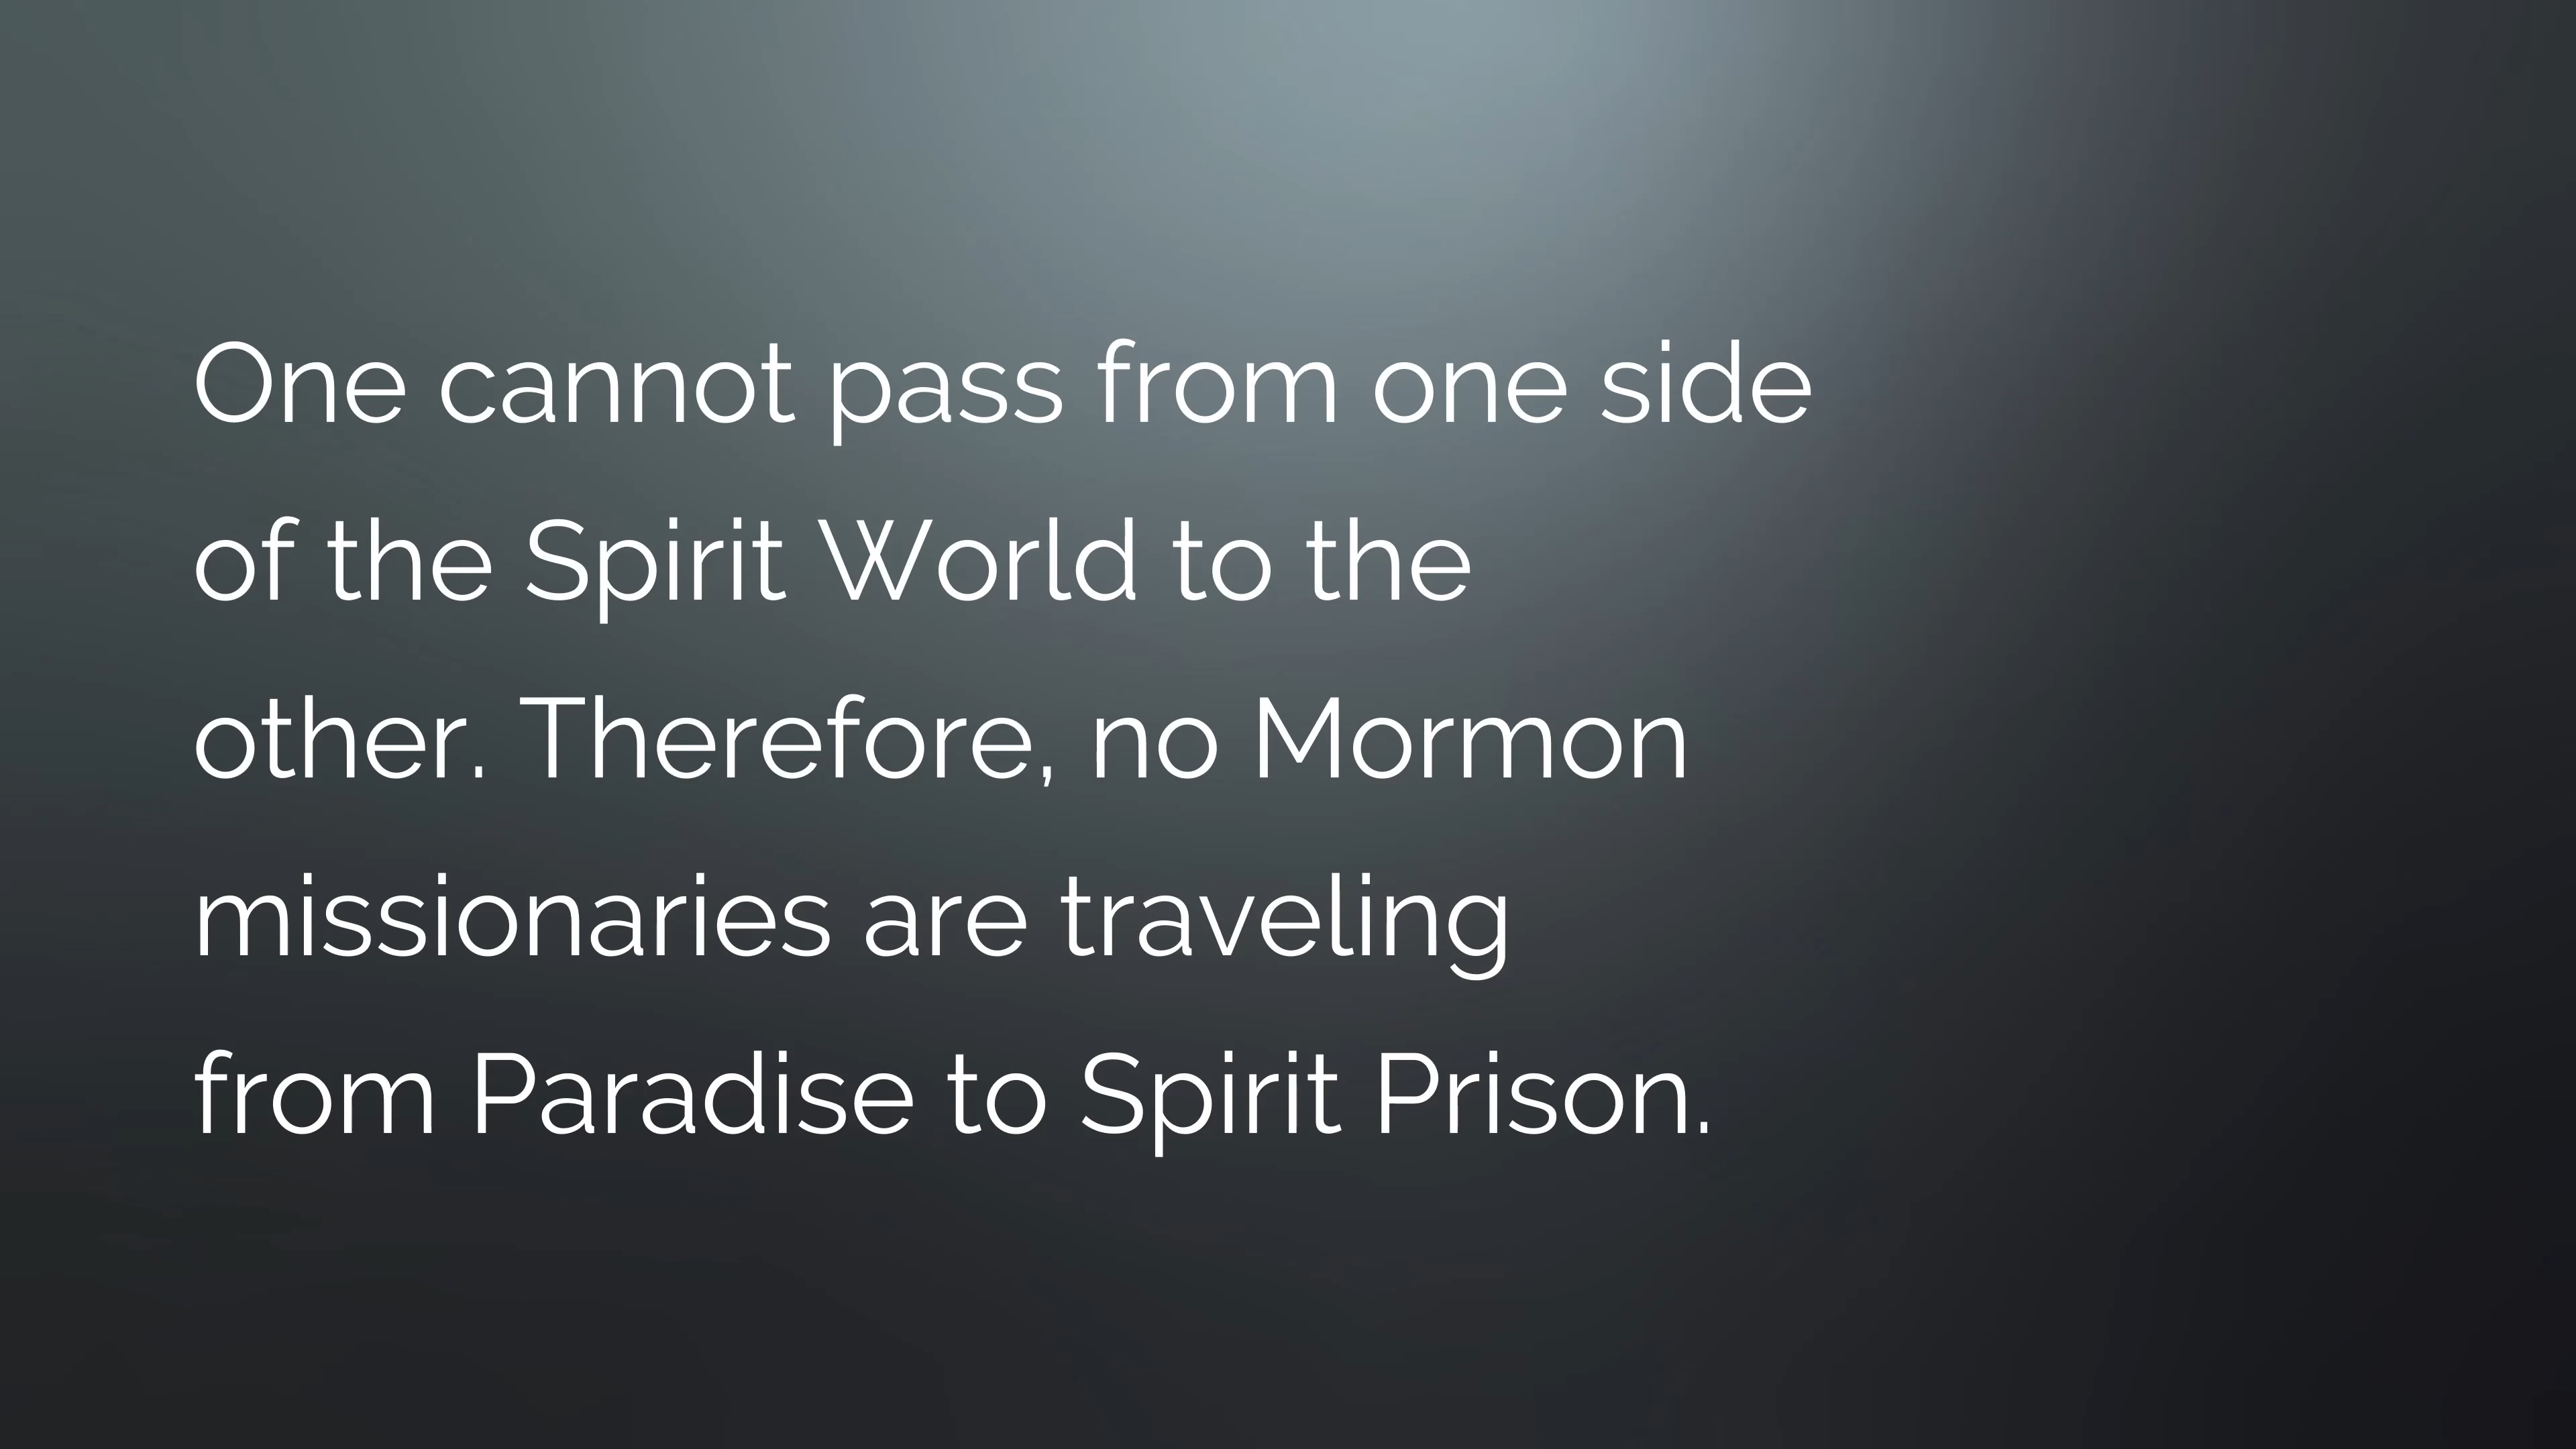 One cannot pass from one side
of the Spirit World to the
other. Therefore, no Mormon
missionaries are traveling
from Paradise to Spirit Prison.